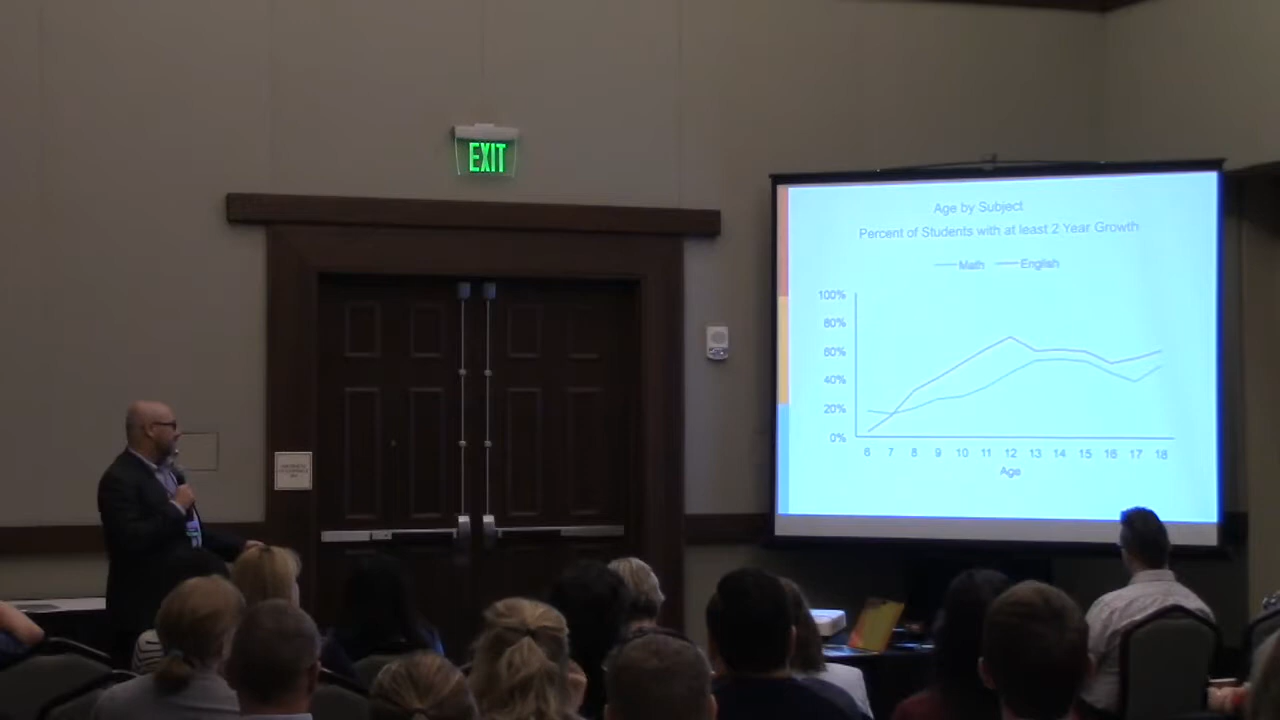 EXIT
Age by Subject
Percent of Students with at least 2 Year Growth
Math English
100%
80%
60%
40%
20%
0%
6 7 8 9 10 11 12 13 14 15 16 17 18
Age